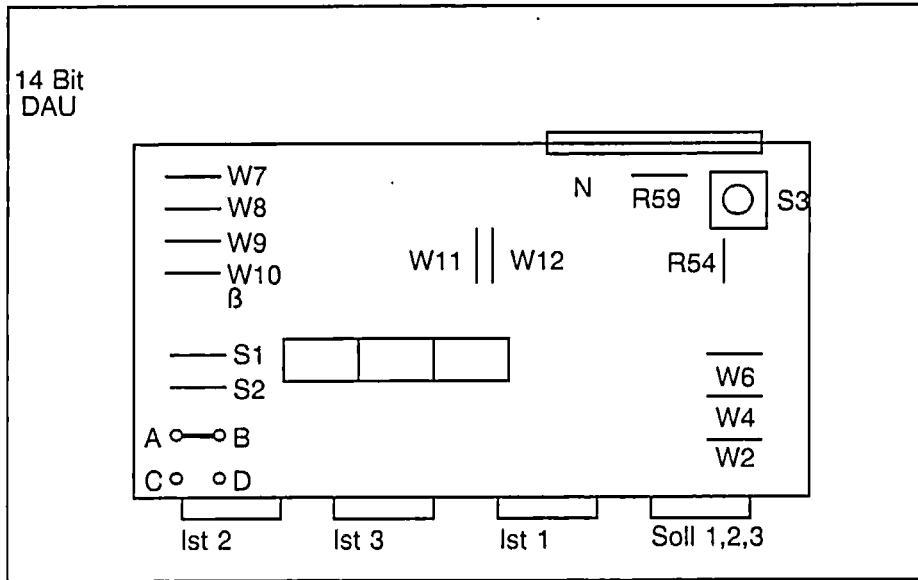 14 Bit
DAU
W7
W8
W9
W10
ß
W11
W12
N
R59
S3
R54
S1
S2
A
B
C
D
W6
W4
W2
Ist 2
Ist 3
Ist 1
Soll 1,2,3